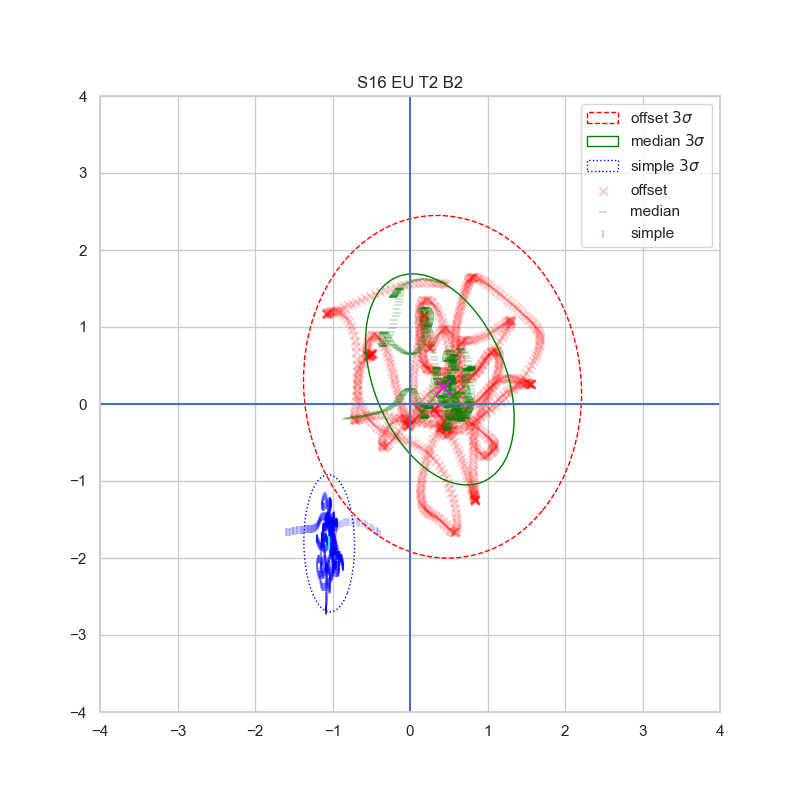 S16 EU T2 B2
offset 3σ
median 3σ
simple 3σ
offset
median
simple
4
3
2
1
0
−1
−2
−3
−4
−4 −3 −2 −1 0 1 2 3 4